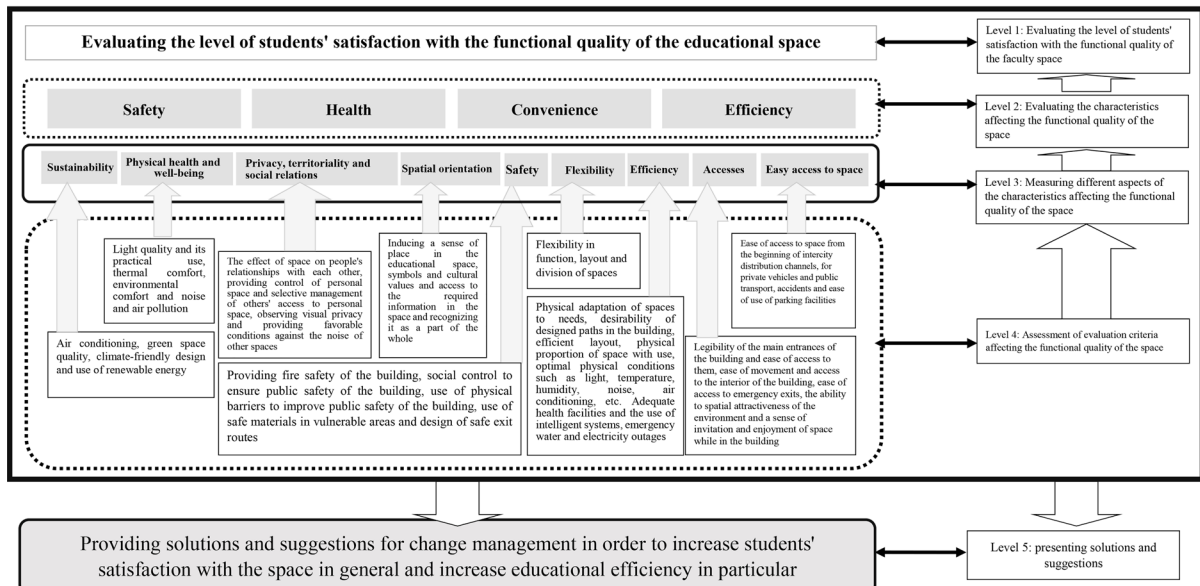 Evaluating the level of students' satisfaction with the functional quality of the educational space
Level 1: Evaluating the level of students'
satisfaction with the functional quality of
the faculty space
Safety
Health
Convenience
Efficiency
Level 2: Evaluating the characteristics
affecting the functional quality of the
space
Sustainability
Physical health and
well-being
Privacy, territoriality and
social relations
Spatial orientation
Safety
Flexibility
Efficiency
Accesses
Easy access to space
Level 3: Measuring different aspects of
the characteristics affecting the functional
quality of the space
Light quality and its
practical use,
thermal comfort,
environmental
comfort and noise
and air pollution
The effect of space on people's
relationships with each other,
providing control of personal
space and selective management
of others' access to personal
space, observing visual privacy
and providing favorable
conditions against the noise of
other spaces
Inducing a sense of
place in the
educational space,
symbols and cultural
values and access to
the required
information in the
space and recognizing
it as a part of the
whole
Flexibility in
function, layout and
division of spaces
Ease of access to space from
the beginning of intercity
distribution channels, for
private vehicles and public
transport, accidents and ease
of use of parking facilities
Air conditioning, green space
quality, climate-friendly design
and use of renewable energy
Providing fire safety of the building, social control to
ensure public safety of the building, use of physical
barriers to improve public safety of the building, use of
safe materials in vulnerable areas and design of safe exit
routes
Physical adaptation of spaces
to needs, desirability of
designed paths in the building,
efficient layout, physical
proportion of space with use,
optimal physical conditions
such as light, temperature,
humidity, noise, air
conditioning, etc. Adequate
health facilities and the use of
intelligent systems, emergency
water and electricity outages
Legibility of the main entrances
of the building and ease of access to
them, ease of movement and access
to the interior of the building, ease of
access to emergency exits, the ability
to spatial attractiveness of the
environment and a sense of
invitation and enjoyment of space
while in the building
Level 4: Assessment of evaluation criteria
affecting the functional quality of the space
Providing solutions and suggestions for change management in order to increase students'
satisfaction with the space in general and increase educational efficiency in particular
Level 5: presenting solutions and
suggestions